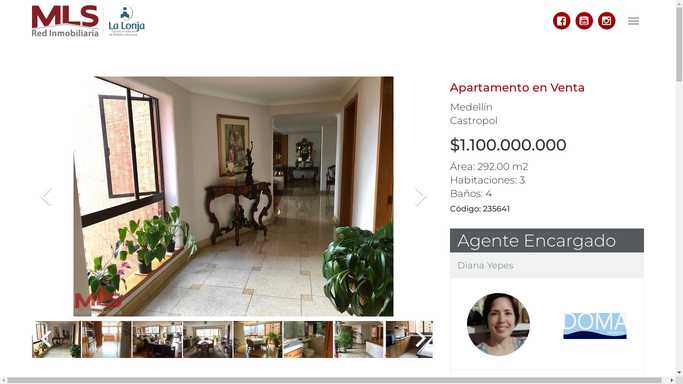 MLS
Red Inmobiliaria
La Lonja
Apartamento en Venta
Medellín
Castropol
$1.100.000.000
Área: 292.00 m2
Habitaciones: 3
Baños: 4
Código: 235641
Agente Encargado
Diana Yepes
DOMA
MLS